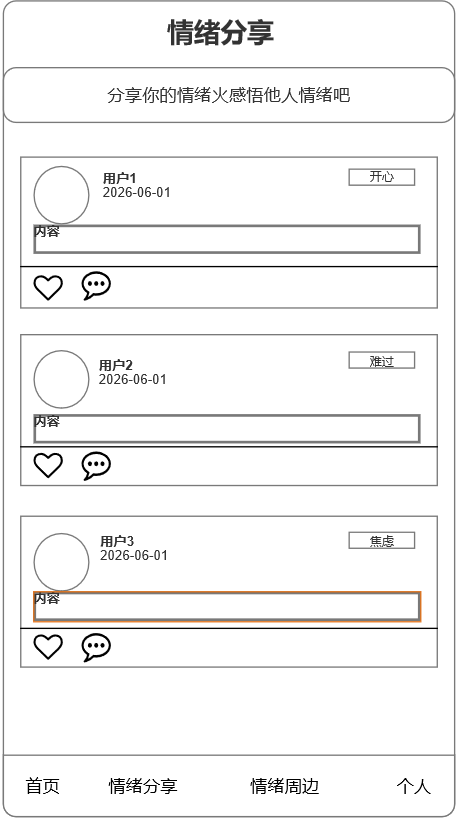 情绪分享
分享你的情绪火感悟他人情绪吧
用户1
开心
2026-06-01
内容
用户2
难过
2026-06-01
内容
用户3
焦虑
2026-06-01
内容
首页 情绪分享 情绪周边 个人